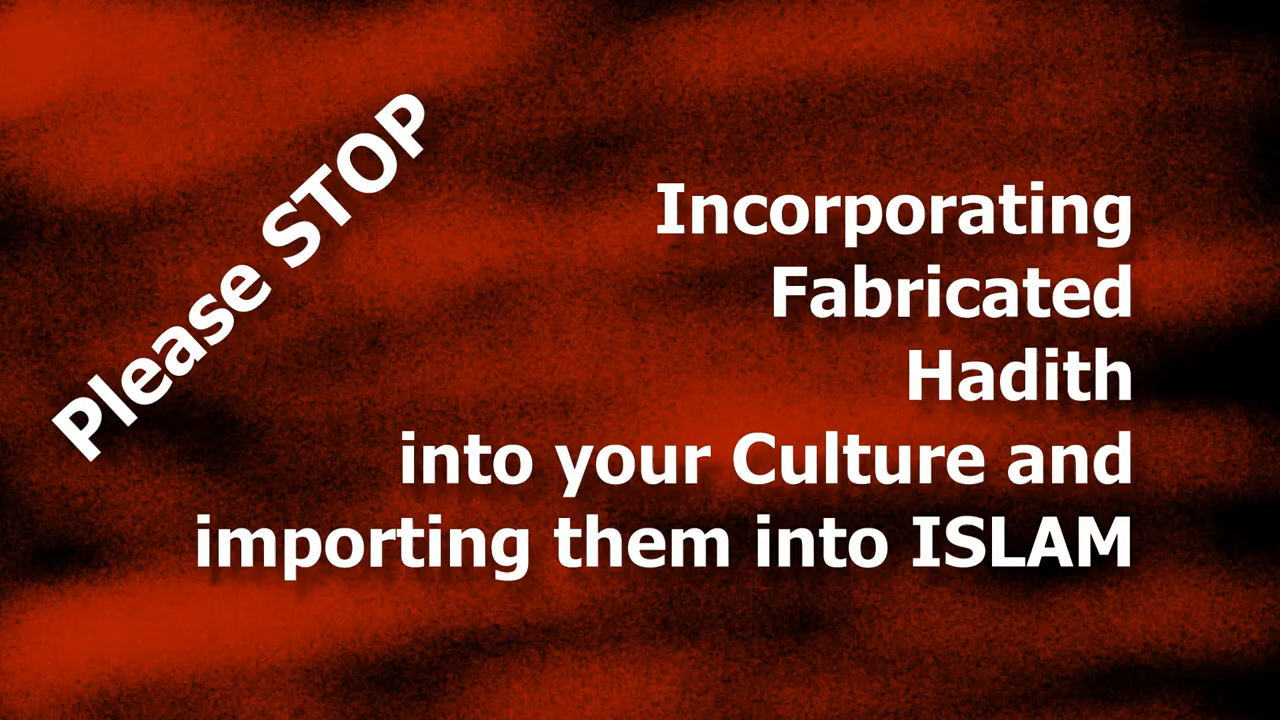 Please STOP
Incorporating
Fabricated
Hadith
into your Culture and
importing them into ISLAM